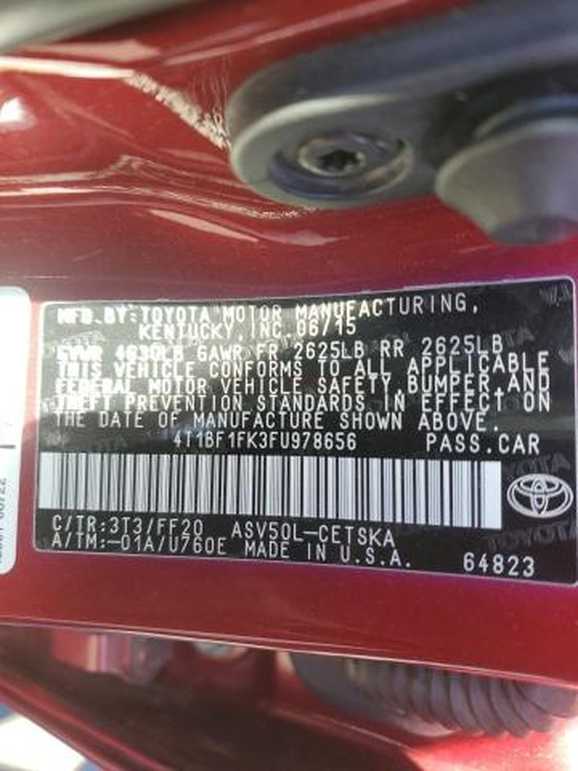 MFD.BY:TOYOTA MOTOR MANUFACTURING,
KENTUCKY, INC. 06/15
GVWR 4630LB GAWR FR 2625LB RR 2625LB
THIS VEHICLE CONFORMS TO ALL APPLICABLE
FEDERAL MOTOR VEHICLE SAFETY, BUMPER, AND
THEFT PREVENTION STANDARDS IN EFFECT ON
THE DATE OF MANUFACTURE SHOWN ABOVE.
4T1BF1FK3FU978656 PASS.CAR
C/TR:3T3/FF20 ASV50L-CETSKA
A/TM:-01A/U760E MADE IN U.S.A.
64823